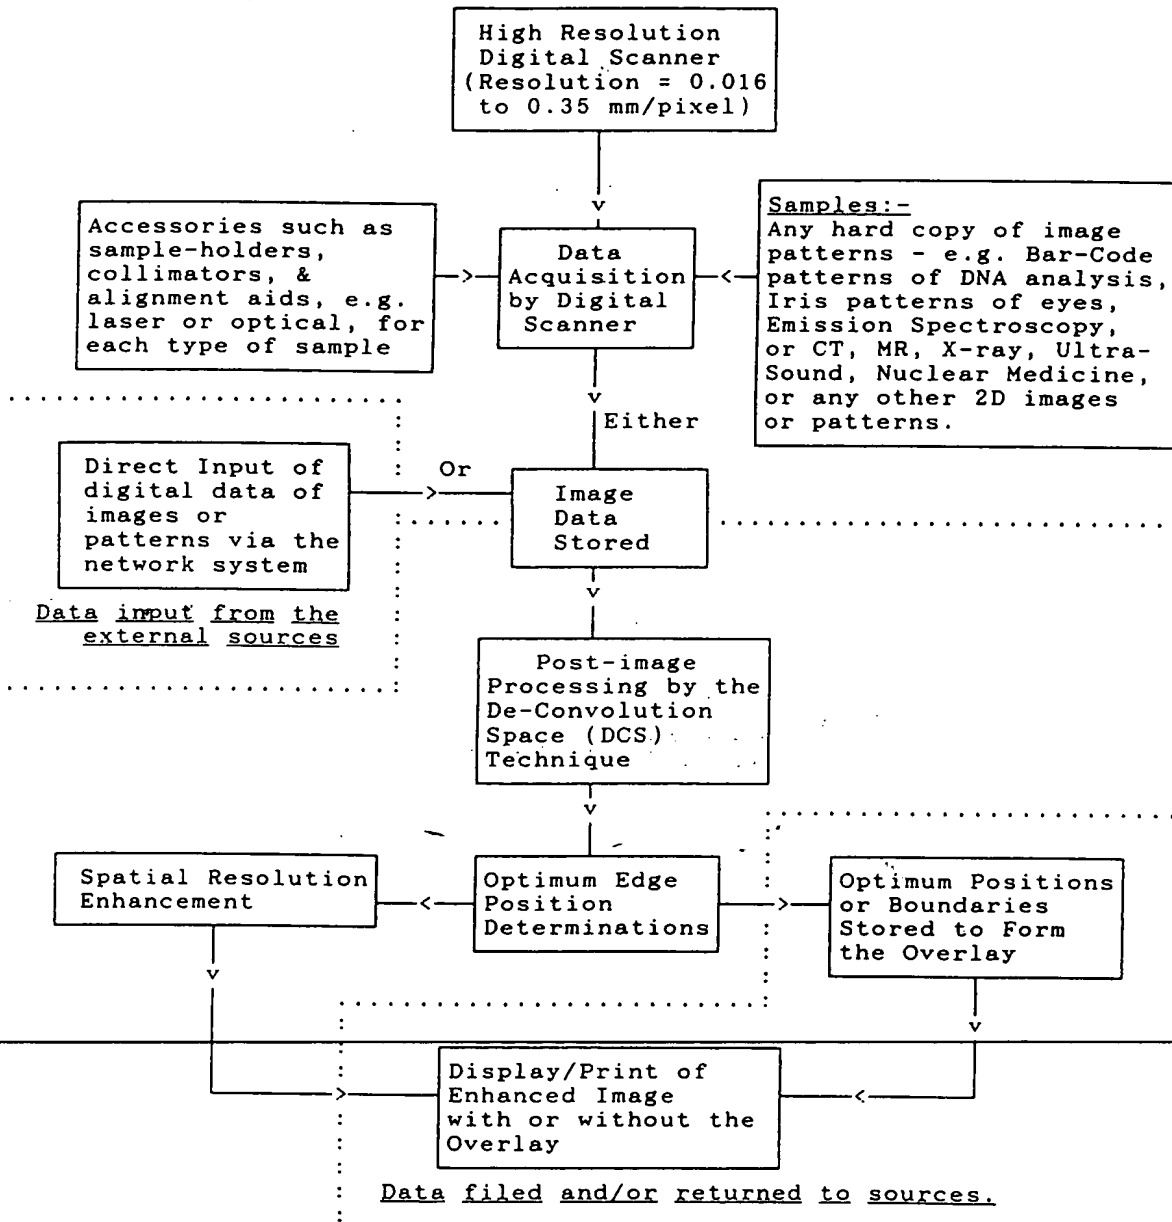 High Resolution
Digital Scanner
(Resolution = 0.016
to 0.35 mm/pixel)
Accessories such as
sample-holders,
collimators, &
alignment aids, e.g.
laser or optical, for
each type of sample
Data
Acquisition
by Digital
Scanner
Samples:-
Any hard copy of image
patterns - e.g. Bar-Code
patterns of DNA analysis,
Iris patterns of eyes,
Emission Spectroscopy,
or CT, MR, X-ray, Ultra-
Sound, Nuclear Medicine,
or any other 2D images
or patterns.
Either
Direct Input of
digital data of
images or
patterns via the
network system
Or
Image
Data
Stored
Data input from the
external sources
Post-image
Processing by the
De-Convolution
Space (DCS)
Technique
Spatial Resolution
Enhancement
Optimum Edge
Position
Determinations
Optimum Positions
or Boundaries
Stored to Form
the Overlay
Display/Print of
Enhanced Image
with or without the
Overlay
Data filed and/or returned to sources.